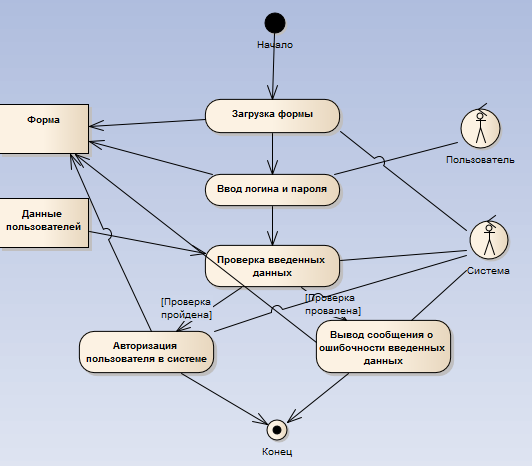 Начало
Форма
Загрузка формы
Пользователь
Ввод логина и пароля
Данные
пользователей
Проверка введенных
данных
Система
[Проверка
пройдена]
[Проверка
провалена]
Авторизация
пользователя в системе
Вывод сообщения о
ошибочности введенных
данных
Конец